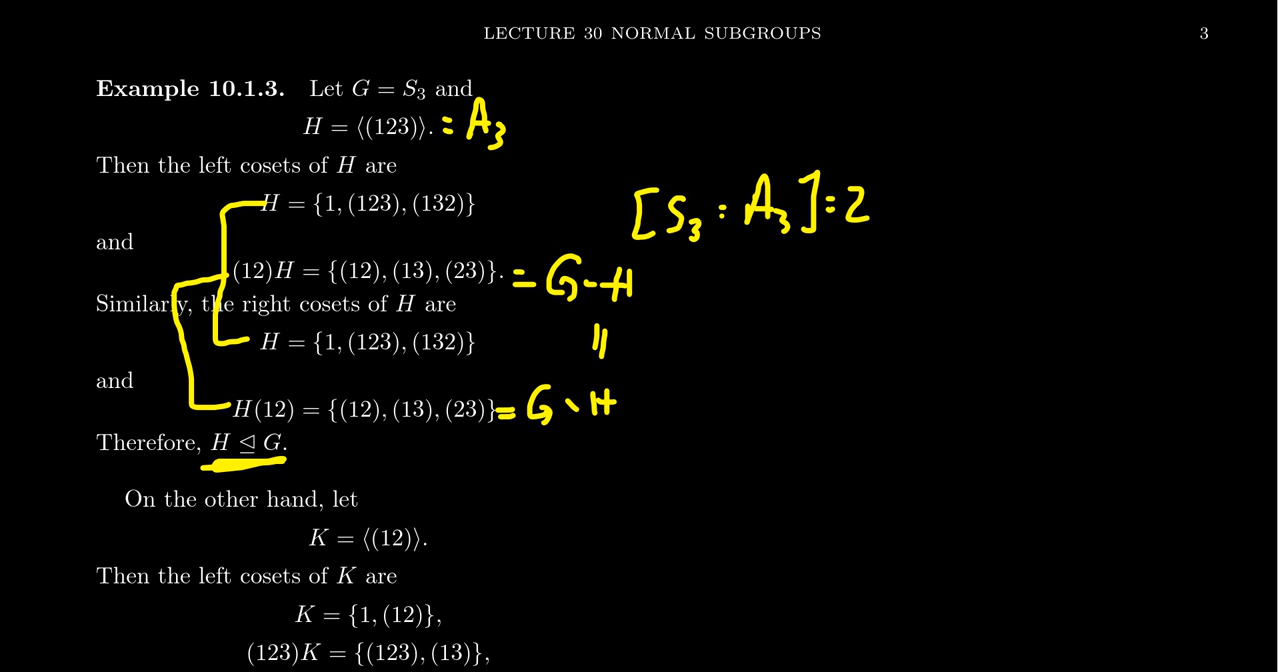 LECTURE 30 NORMAL SUBGROUPS 3
Example 10.1.3. Let G = S₃ and
H = ⟨(123)⟩. = A₃
Then the left cosets of H are
H = {1, (123), (132)}
[S₃ : A₃] = 2
and
(12)H = {(12), (13), (23)}. = G - H
Similarly, the right cosets of H are
=
H = {1, (123), (132)}
and
H(12) = {(12), (13), (23)} = G \ H
Therefore, H ⊴ G.
On the other hand, let
K = ⟨(12)⟩.
Then the left cosets of K are
K = {1, (12)},
(123)K = {(123), (13)},